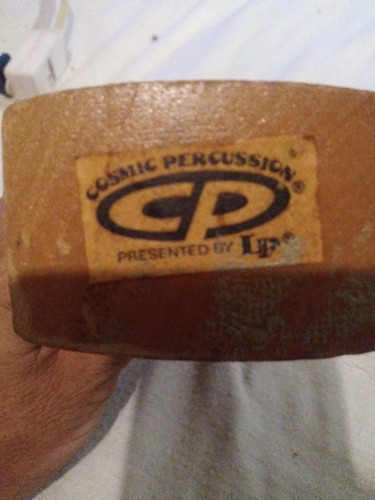 COSMIC PERCUSSION®
CP
PRESENTED BY LP®